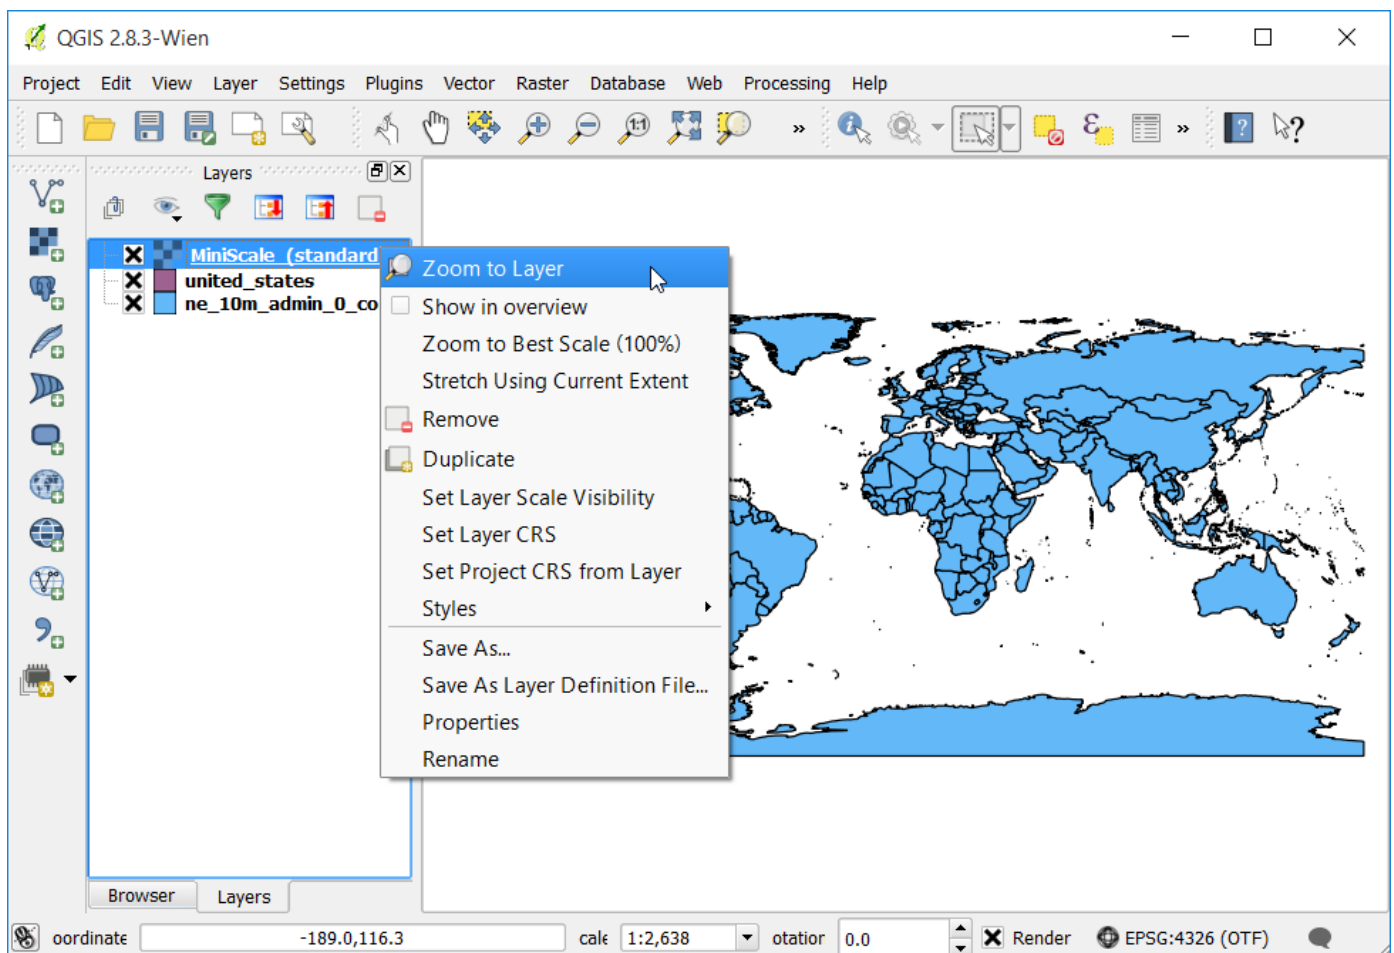 QGIS 2.8.3-Wien
Project Edit View Layer Settings Plugins Vector Raster Database Web Processing Help
1:1
»
ε
»
?
?
Layers
MiniScale_(standard
united_states
ne_10m_admin_0_co
Zoom to Layer
Show in overview
Zoom to Best Scale (100%)
Stretch Using Current Extent
Remove
Duplicate
Set Layer Scale Visibility
Set Layer CRS
Set Project CRS from Layer
Styles
Save As...
Save As Layer Definition File...
Properties
Rename
Browser Layers
oordinate -189.0,116.3 cale 1:2,638 otation 0.0 Render EPSG:4326 (OTF)